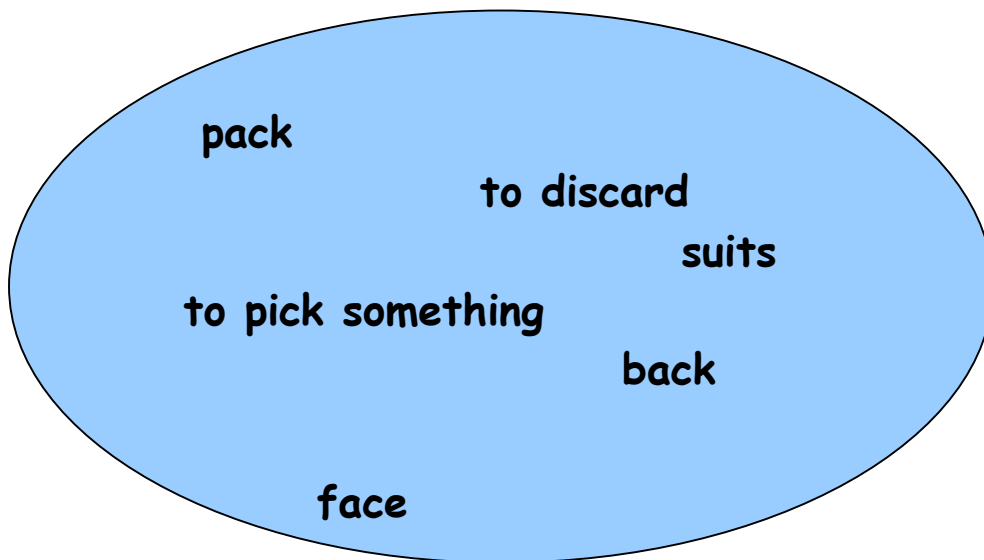 pack
to discard
suits
to pick something
back
face